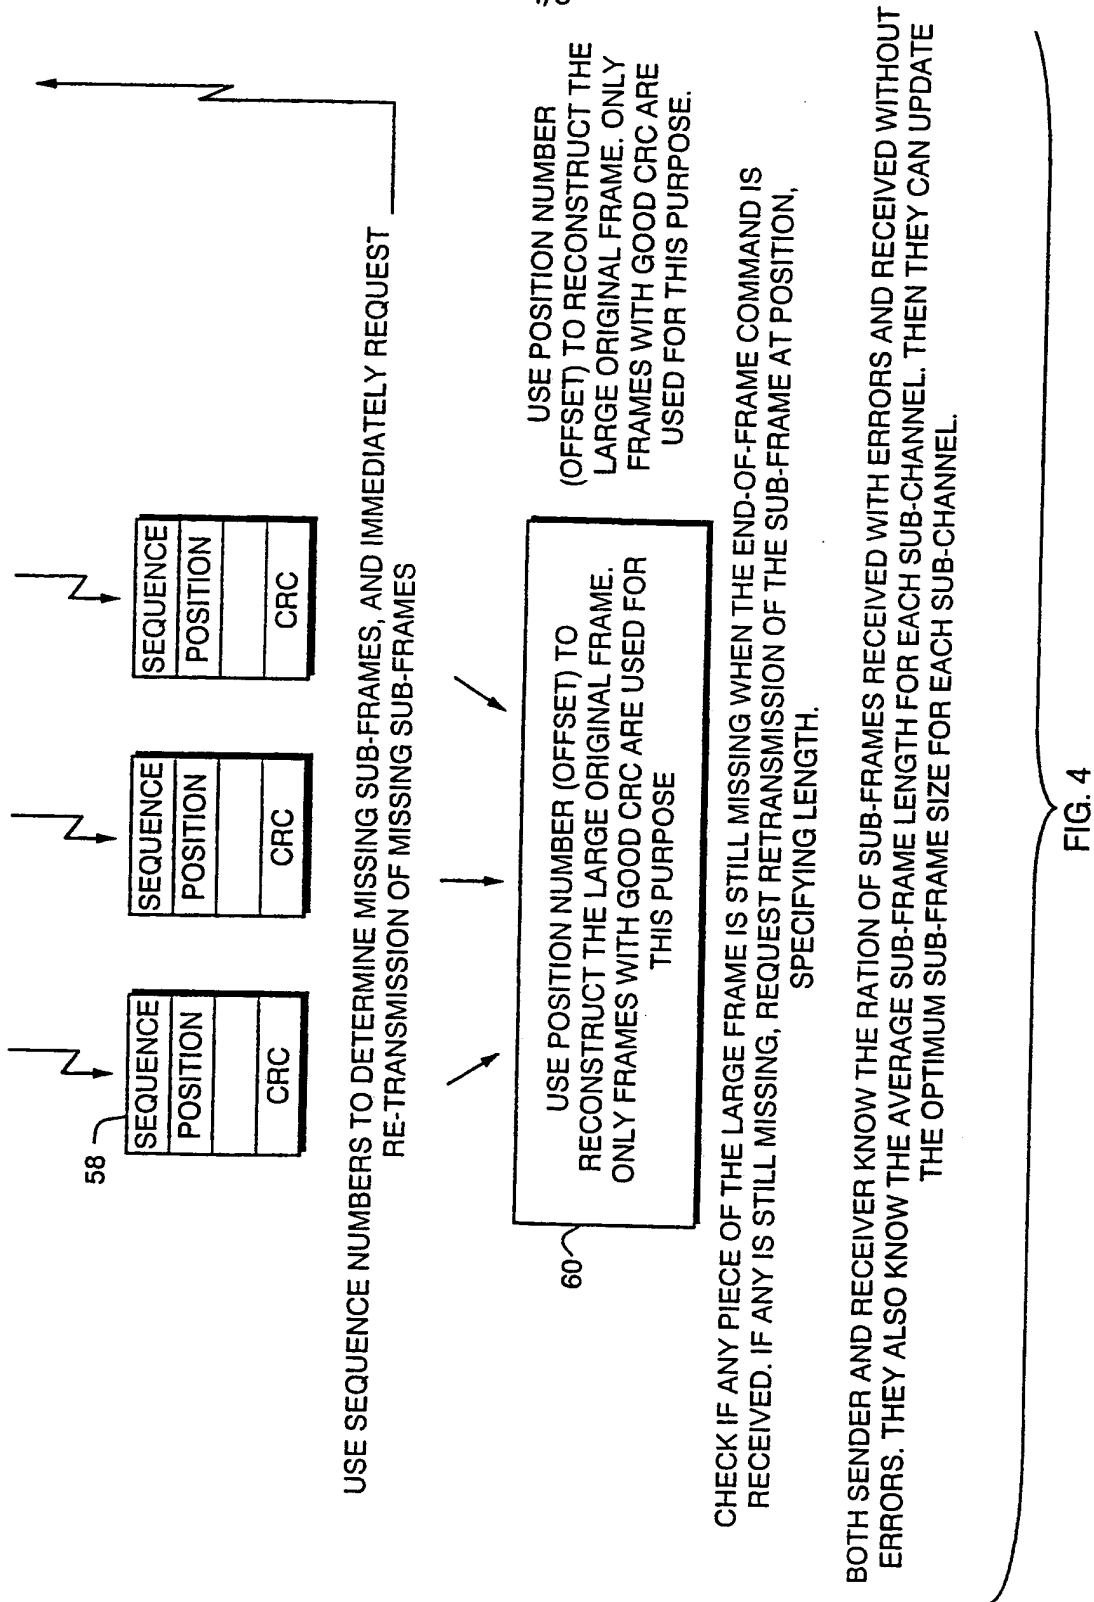 SEQUENCE
POSITION
CRC
SEQUENCE
POSITION
CRC
SEQUENCE
POSITION
CRC
58
USE SEQUENCE NUMBERS TO DETERMINE MISSING SUB-FRAMES, AND IMMEDIATELY REQUEST
RE-TRANSMISSION OF MISSING SUB-FRAMES
USE POSITION NUMBER (OFFSET) TO
RECONSTRUCT THE LARGE ORIGINAL FRAME.
ONLY FRAMES WITH GOOD CRC ARE USED FOR
THIS PURPOSE
60
USE POSITION NUMBER
(OFFSET) TO RECONSTRUCT THE
LARGE ORIGINAL FRAME. ONLY
FRAMES WITH GOOD CRC ARE
USED FOR THIS PURPOSE.
CHECK IF ANY PIECE OF THE LARGE FRAME IS STILL MISSING WHEN THE END-OF-FRAME COMMAND IS
RECEIVED. IF ANY IS STILL MISSING, REQUEST RETRANSMISSION OF THE SUB-FRAME AT POSITION,
SPECIFYING LENGTH.
BOTH SENDER AND RECEIVER KNOW THE RATION OF SUB-FRAMES RECEIVED WITH ERRORS AND RECEIVED WITHOUT
ERRORS. THEY ALSO KNOW THE AVERAGE SUB-FRAME LENGTH FOR EACH SUB-CHANNEL. THEN THEY CAN UPDATE
THE OPTIMUM SUB-FRAME SIZE FOR EACH SUB-CHANNEL.
FIG. 4